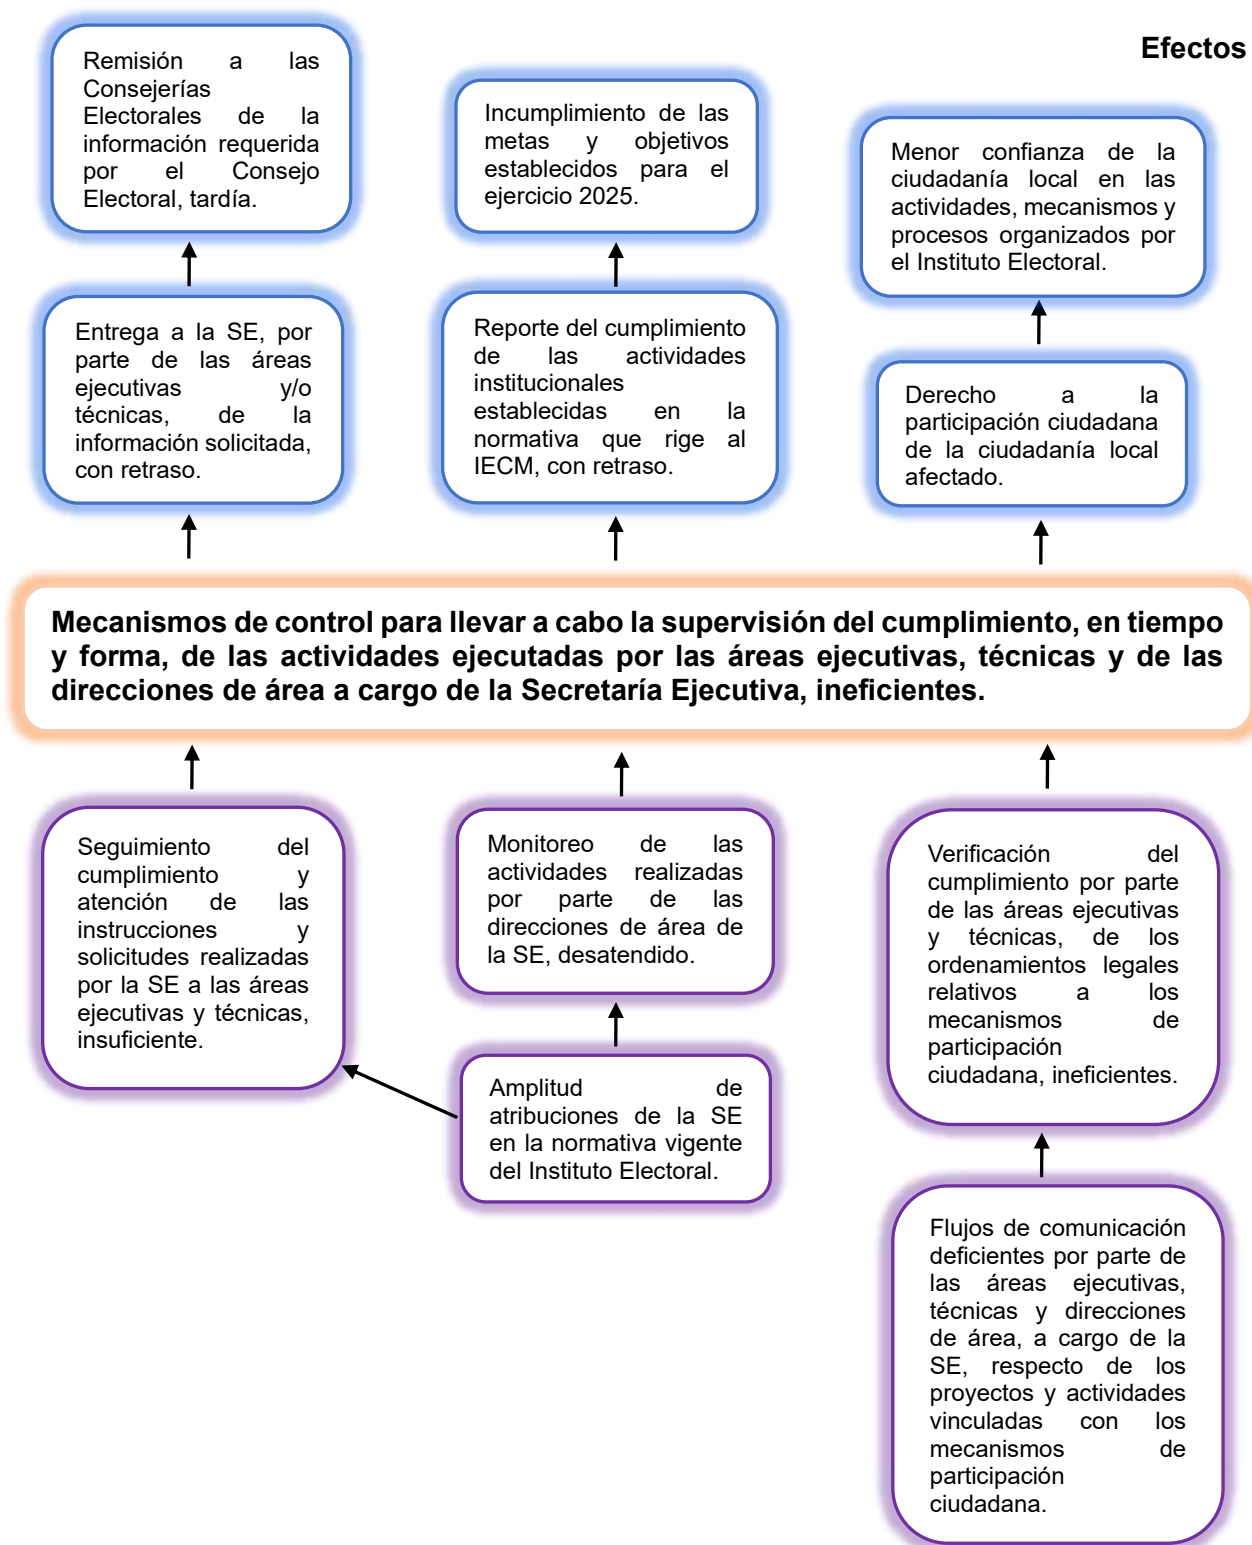 Efectos
Remisión a las
Consejerías
Electorales de la
información requerida
por el Consejo
Electoral, tardía.
Incumplimiento de las
metas y objetivos
establecidos para el
ejercicio 2025.
Menor confianza de la
ciudadanía local en las
actividades, mecanismos y
procesos organizados por
el Instituto Electoral.
Entrega a la SE, por
parte de las áreas
ejecutivas y/o
técnicas, de la
información solicitada,
con retraso.
Reporte del cumplimiento
de las actividades
institucionales
establecidas en la
normativa que rige al
IECM, con retraso.
Derecho a la
participación ciudadana
de la ciudadanía local
afectado.
Mecanismos de control para llevar a cabo la supervisión del cumplimiento, en tiempo
y forma, de las actividades ejecutadas por las áreas ejecutivas, técnicas y de las
direcciones de área a cargo de la Secretaría Ejecutiva, ineficientes.
Seguimiento del
cumplimiento y
atención de las
instrucciones y
solicitudes realizadas
por la SE a las áreas
ejecutivas y técnicas,
insuficiente.
Monitoreo de las
actividades realizadas
por parte de las
direcciones de área de
la SE, desatendido.
Verificación del
cumplimiento por parte
de las áreas ejecutivas
y técnicas, de los
ordenamientos legales
relativos a los
mecanismos de
participación
ciudadana, ineficientes.
Amplitud de
atribuciones de la SE
en la normativa vigente
del Instituto Electoral.
Flujos de comunicación
deficientes por parte de
las áreas ejecutivas,
técnicas y direcciones
de área, a cargo de la
SE, respecto de los
proyectos y actividades
vinculadas con los
mecanismos de
participación
ciudadana.